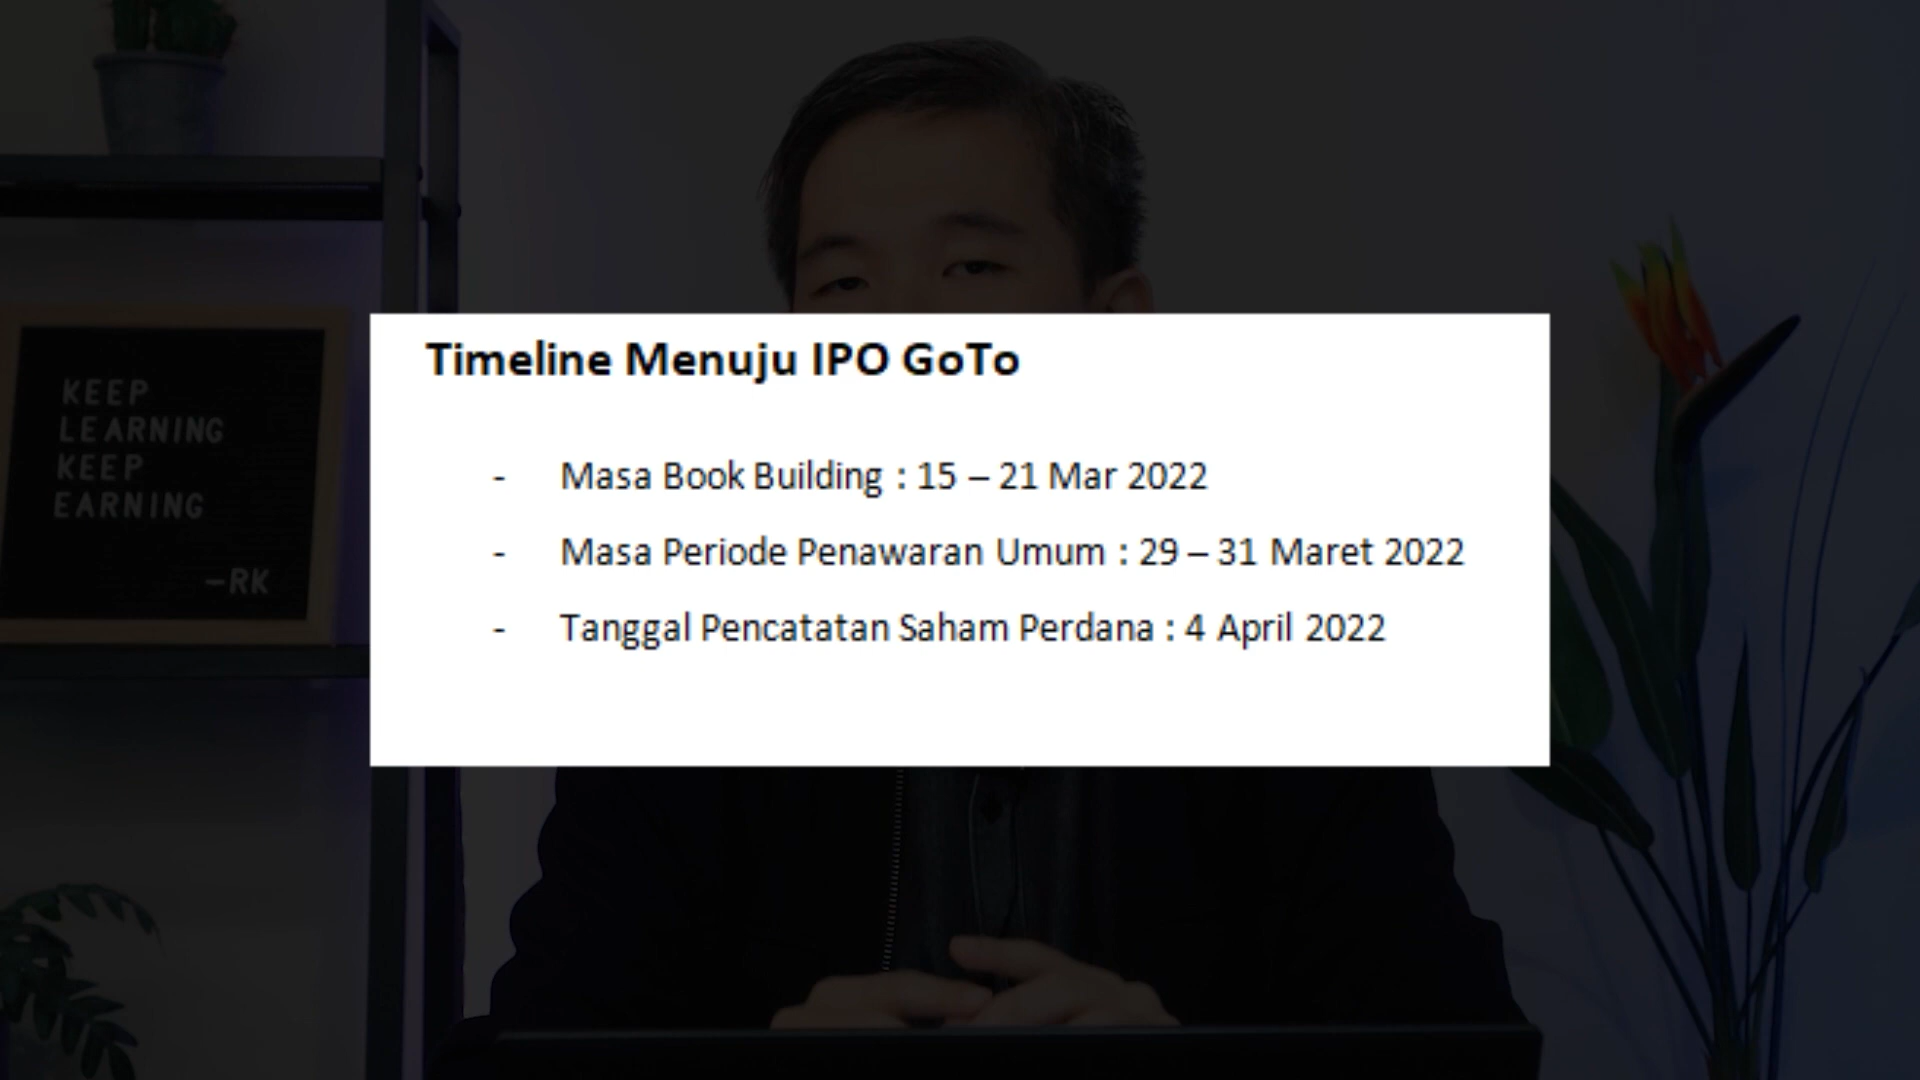 Timeline Menuju IPO GoTo
- Masa Book Building : 15 – 21 Mar 2022
- Masa Periode Penawaran Umum : 29 – 31 Maret 2022
- Tanggal Pencatatan Saham Perdana : 4 April 2022
KEEP
LEARNING
KEEP
EARNING
–RK